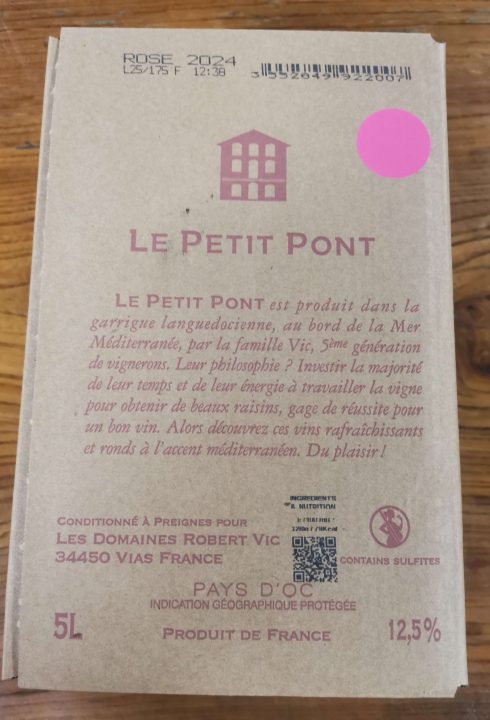 ROSE 2024
L25/175 F 12:38
3 552849 922007
LE PETIT PONT
LE PETIT PONT est produit dans la
garrigue languedocienne, au bord de la Mer
Méditerranée, par la famille Vic, 5ème génération
de vignerons. Leur philosophie ? Investir la majorité
de leur temps et de leur énergie à travailler la vigne
pour obtenir de beaux raisins, gage de réussite pour
un bon vin. Alors découvrez ces vins rafraîchissants
et ronds à l'accent méditerranéen. Du plaisir !
INGREDIENTS
& NUTRITION
CONDITIONNÉ À PREIGNES POUR
LES DOMAINES ROBERT VIC
34450 VIAS FRANCE
CONTAINS SULFITES
PAYS D'OC
INDICATION GÉOGRAPHIQUE PROTÉGÉE
5L
PRODUIT DE FRANCE
12,5%